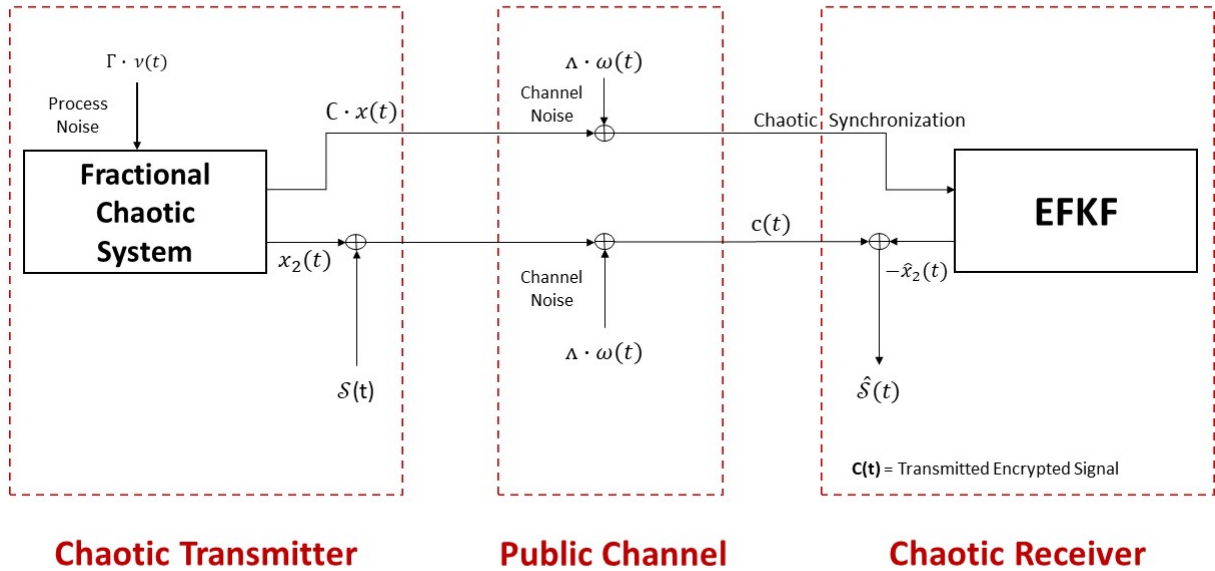 Γ · ν(t)
Process
Noise
Fractional
Chaotic
System
C · x(t)
x₂(t)
𝒮(t)
Λ · ω(t)
Channel
Noise
Channel
Noise
Λ · ω(t)
Chaotic Synchronization
c(t)
EFKF
−x̂₂(t)
𝒮̂(t)
C(t) = Transmitted Encrypted Signal
Chaotic Transmitter
Public Channel
Chaotic Receiver